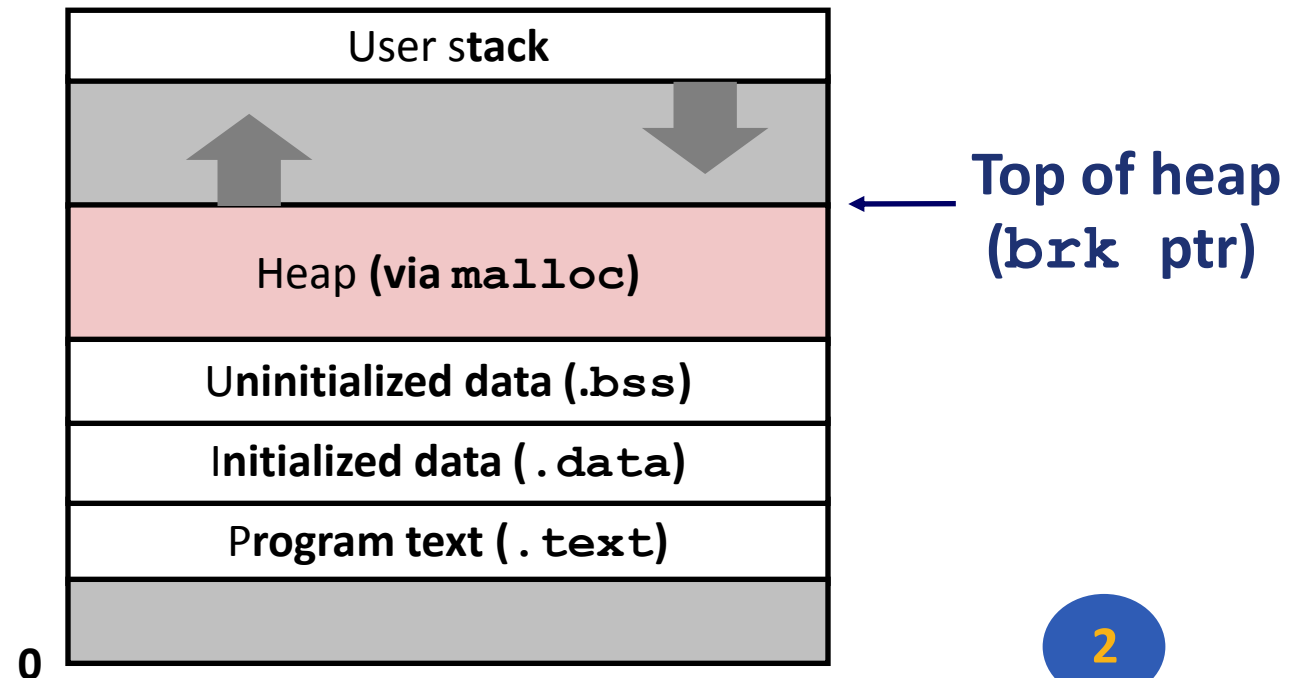 User stack
Top of heap
(brk ptr)
Heap (via malloc)
Uninitialized data (.bss)
Initialized data (.data)
Program text (.text)
0
2